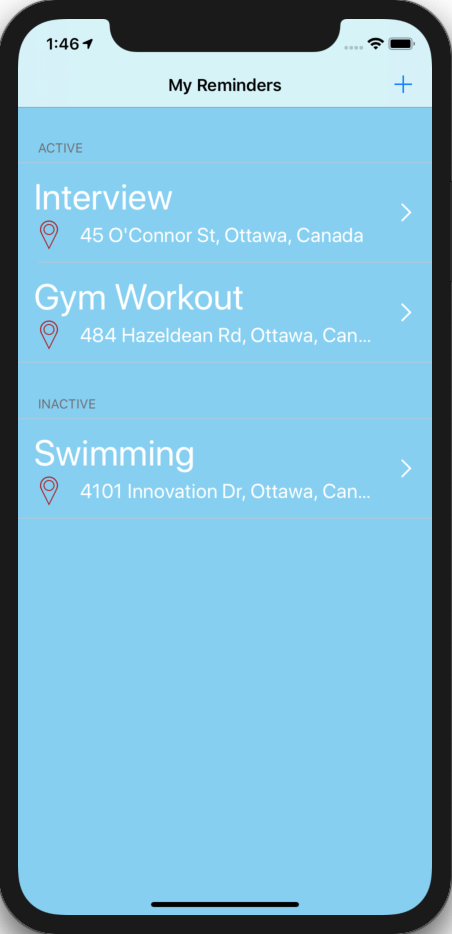 1:46
My Reminders
ACTIVE
Interview
45 O'Connor St, Ottawa, Canada
Gym Workout
484 Hazeldean Rd, Ottawa, Can...
INACTIVE
Swimming
4101 Innovation Dr, Ottawa, Can...